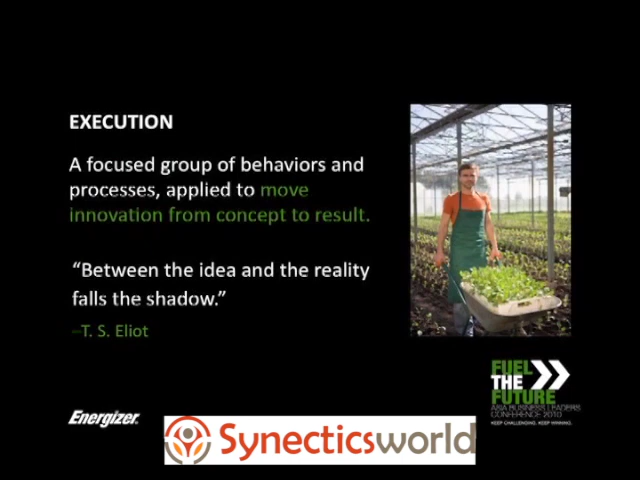 EXECUTION
A focused group of behaviors and
processes, applied to move
innovation from concept to result.
“Between the idea and the reality
falls the shadow.”
–T. S. Eliot
FUEL
THE
FUTURE
ASIA BUSINESS LEADERS
CONFERENCE 2010
KEEP CHALLENGING. KEEP WINNING.
Energizer.
Synecticsworld